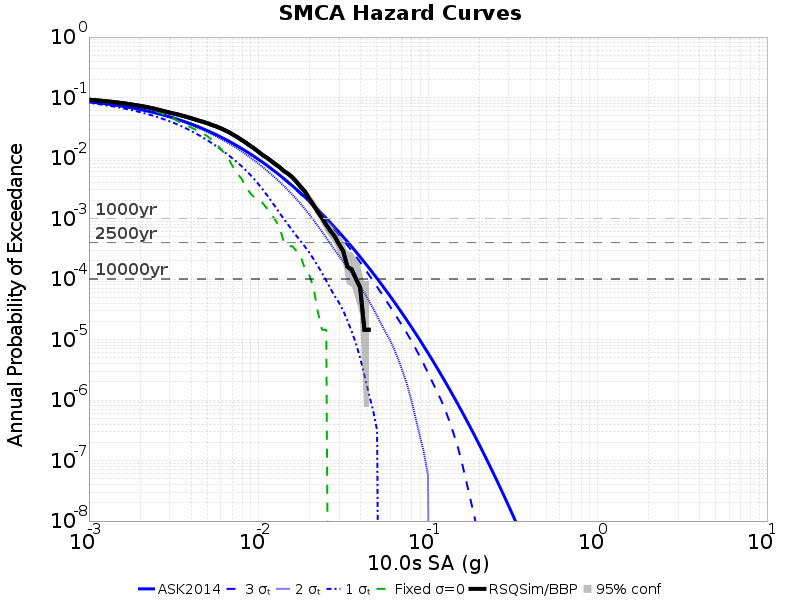 SMCA Hazard Curves
Annual Probability of Exceedance
10^0
10^-1
10^-2
10^-3
10^-4
10^-5
10^-6
10^-7
10^-8
1000yr
2500yr
10000yr
10^-3 10^-2 10^-1 10^0 10^1
10.0s SA (g)
ASK2014 3 σₜ 2 σₜ 1 σₜ Fixed σ=0 RSQSim/BBP 95% conf